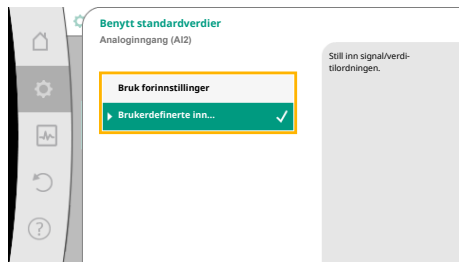 Benytt standardverdier
Analoginngang (AI2)
Still inn signal/verdi-
tilordningen.
Bruk forinnstillinger
Brukerdefinerte inn...
?